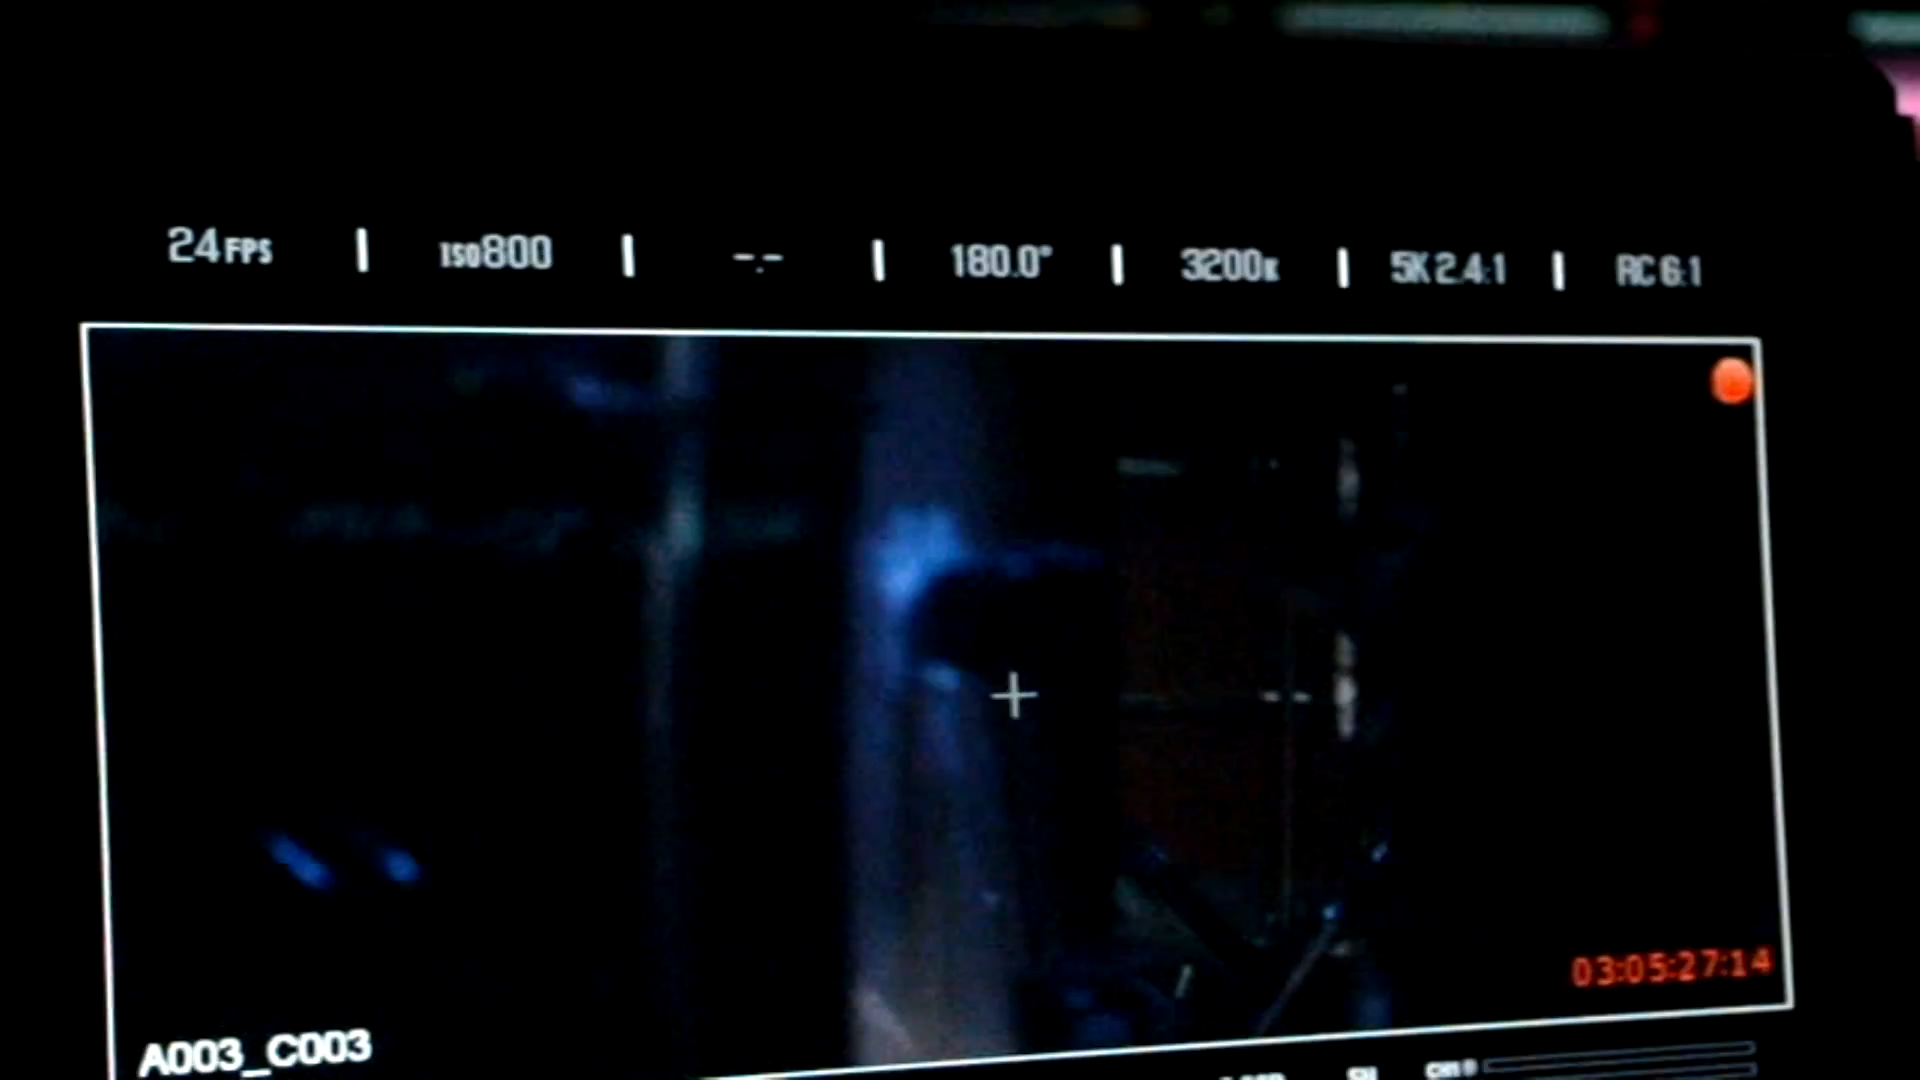 24FPS | ISO800 | --.-- | 180.0° | 3200K | 5K 2.4:1 | RC 6:1
03:05:27:14
A003_C003